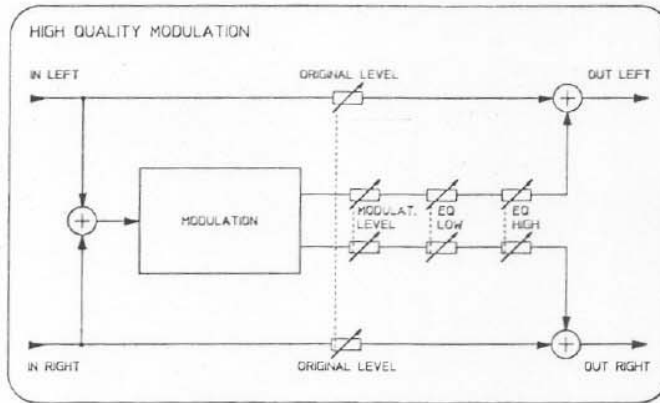 HIGH QUALITY MODULATION
IN LEFT
ORIGINAL LEVEL
OUT LEFT
MODULATION
MODULAT.
LEVEL
EQ
LOW
EQ
HIGH
IN RIGHT
ORIGINAL LEVEL
OUT RIGHT